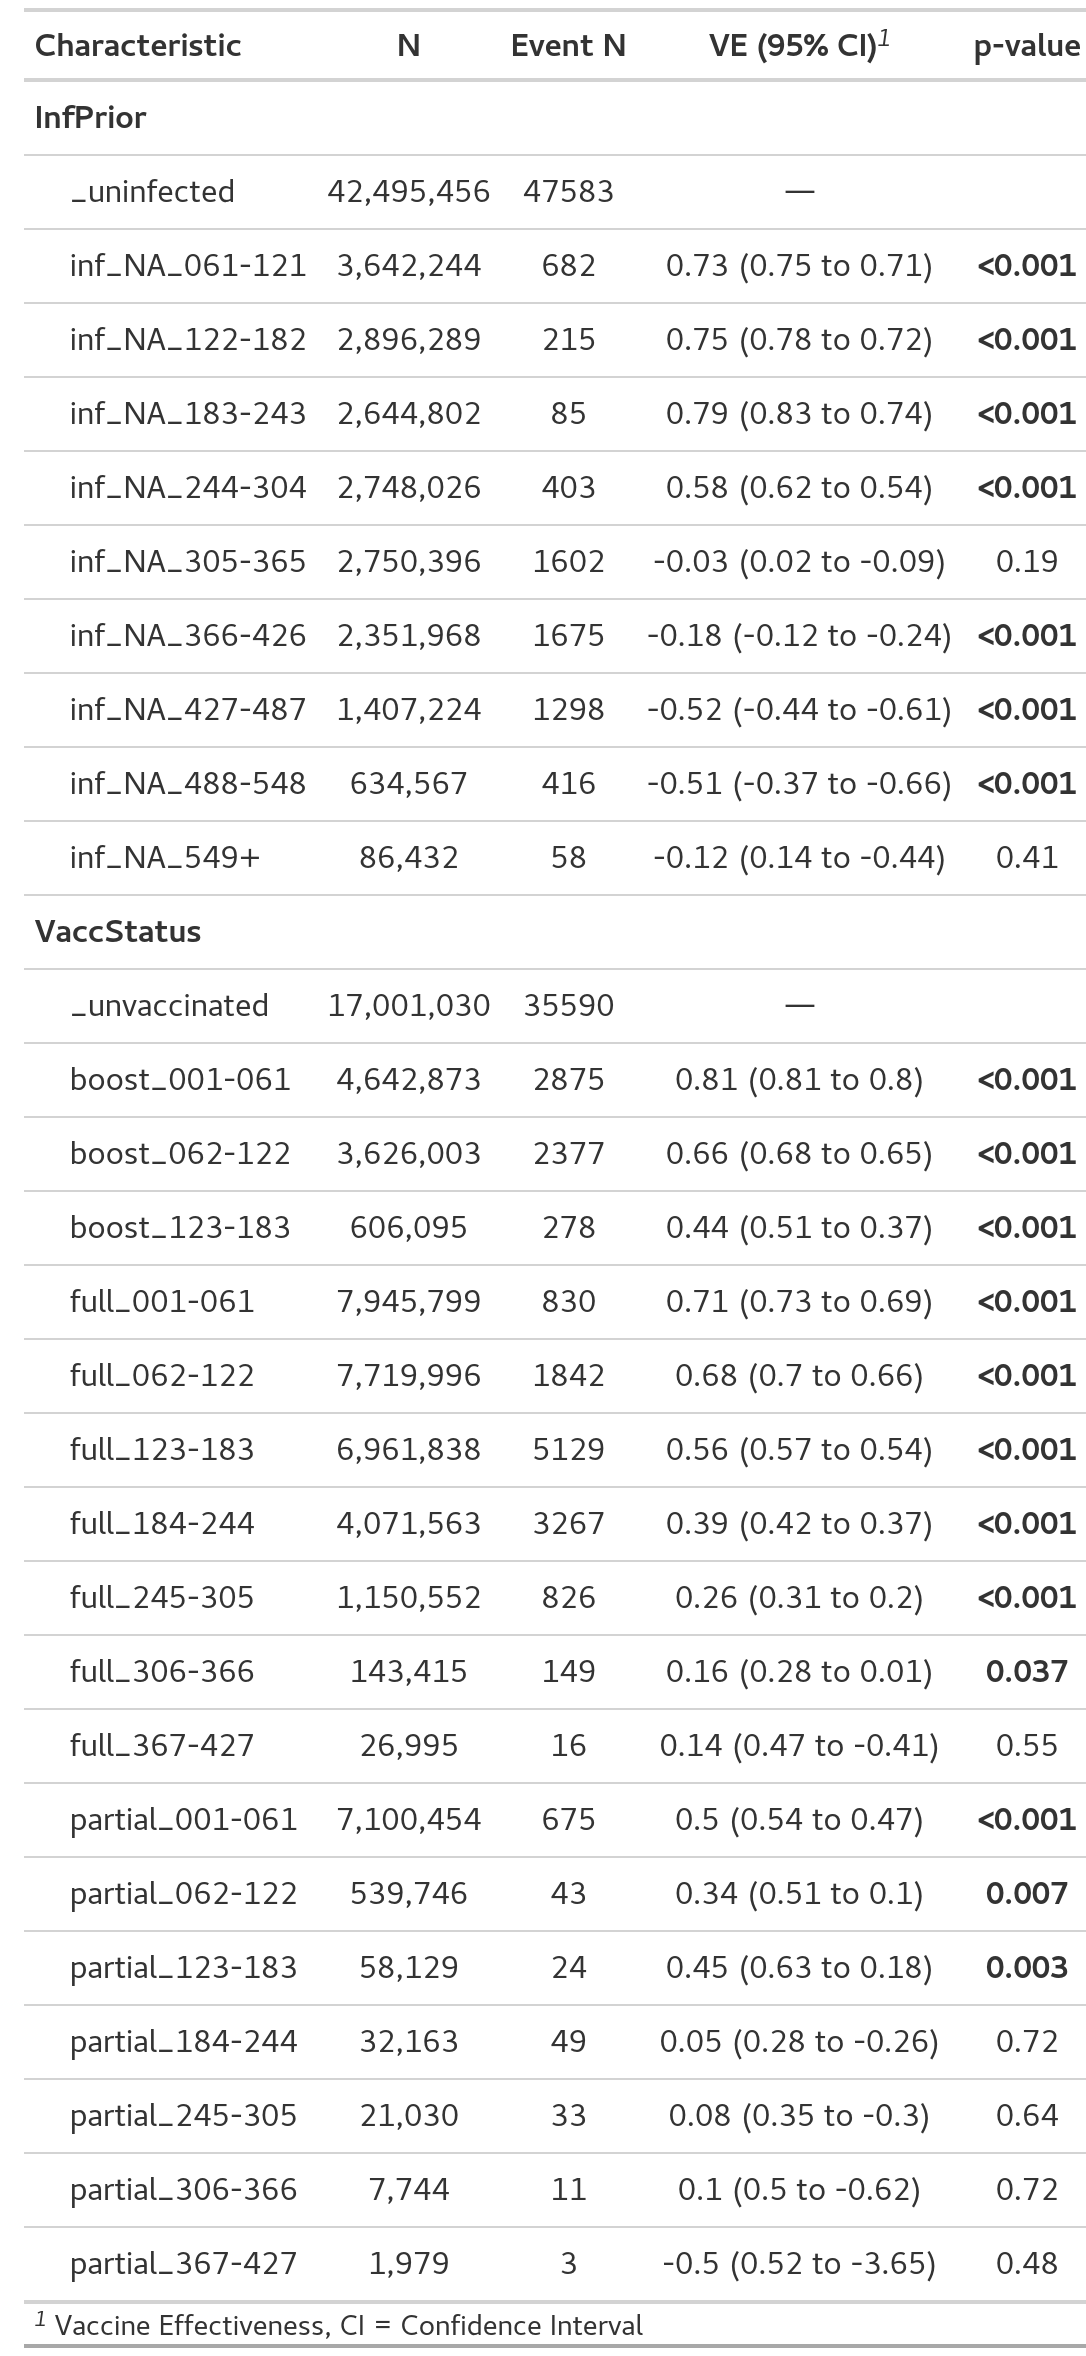 Characteristic N Event N VE (95% CI)1 p-value
InfPrior
_uninfected 42,495,456 47583 —
inf_NA_061-121 3,642,244 682 0.73 (0.75 to 0.71) <0.001
inf_NA_122-182 2,896,289 215 0.75 (0.78 to 0.72) <0.001
inf_NA_183-243 2,644,802 85 0.79 (0.83 to 0.74) <0.001
inf_NA_244-304 2,748,026 403 0.58 (0.62 to 0.54) <0.001
inf_NA_305-365 2,750,396 1602 -0.03 (0.02 to -0.09) 0.19
inf_NA_366-426 2,351,968 1675 -0.18 (-0.12 to -0.24) <0.001
inf_NA_427-487 1,407,224 1298 -0.52 (-0.44 to -0.61) <0.001
inf_NA_488-548 634,567 416 -0.51 (-0.37 to -0.66) <0.001
inf_NA_549+ 86,432 58 -0.12 (0.14 to -0.44) 0.41
VaccStatus
_unvaccinated 17,001,030 35590 —
boost_001-061 4,642,873 2875 0.81 (0.81 to 0.8) <0.001
boost_062-122 3,626,003 2377 0.66 (0.68 to 0.65) <0.001
boost_123-183 606,095 278 0.44 (0.51 to 0.37) <0.001
full_001-061 7,945,799 830 0.71 (0.73 to 0.69) <0.001
full_062-122 7,719,996 1842 0.68 (0.7 to 0.66) <0.001
full_123-183 6,961,838 5129 0.56 (0.57 to 0.54) <0.001
full_184-244 4,071,563 3267 0.39 (0.42 to 0.37) <0.001
full_245-305 1,150,552 826 0.26 (0.31 to 0.2) <0.001
full_306-366 143,415 149 0.16 (0.28 to 0.01) 0.037
full_367-427 26,995 16 0.14 (0.47 to -0.41) 0.55
partial_001-061 7,100,454 675 0.5 (0.54 to 0.47) <0.001
partial_062-122 539,746 43 0.34 (0.51 to 0.1) 0.007
partial_123-183 58,129 24 0.45 (0.63 to 0.18) 0.003
partial_184-244 32,163 49 0.05 (0.28 to -0.26) 0.72
partial_245-305 21,030 33 0.08 (0.35 to -0.3) 0.64
partial_306-366 7,744 11 0.1 (0.5 to -0.62) 0.72
partial_367-427 1,979 3 -0.5 (0.52 to -3.65) 0.48
1 Vaccine Effectiveness, CI = Confidence Interval